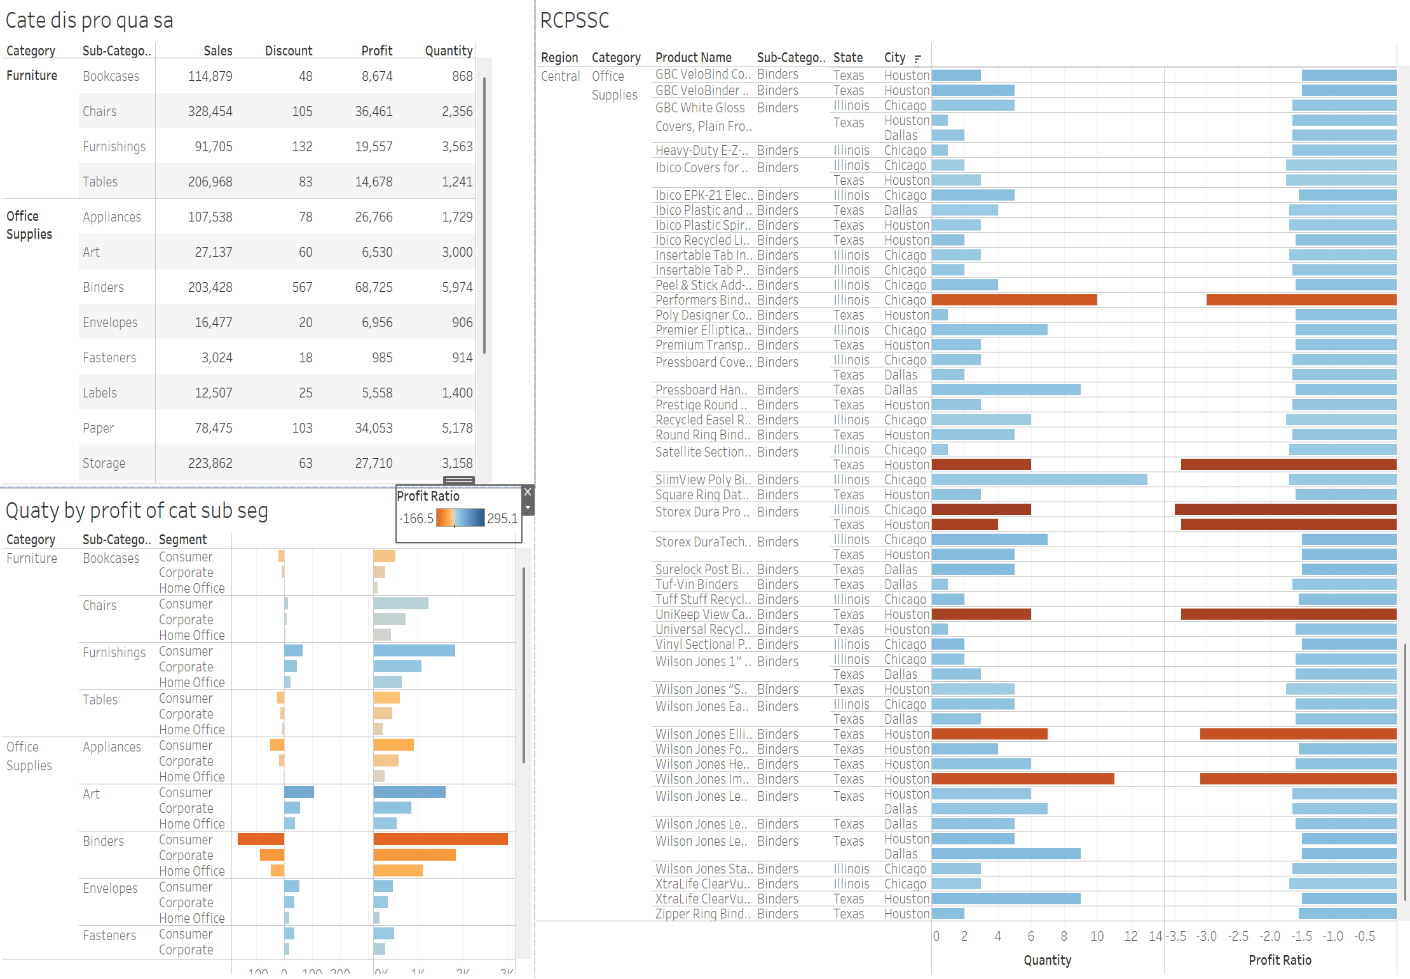 Cate dis pro qua sa
Category Sub-Catego.. Sales Discount Profit Quantity
Furniture Bookcases 114,879 48 8,674 868
Chairs 328,454 105 36,461 2,356
Furnishings 91,705 132 19,557 3,563
Tables 206,968 83 14,678 1,241
Office Supplies Appliances 107,538 78 26,766 1,729
Art 27,137 60 6,530 3,000
Binders 203,428 567 68,725 5,974
Envelopes 16,477 20 6,956 906
Fasteners 3,024 18 985 914
Labels 12,507 25 5,558 1,400
Paper 78,475 103 34,053 5,178
Storage 223,862 63 27,710 3,158
Profit Ratio
-166.5 295.1
Quaty by profit of cat sub seg
Category Sub-Catego.. Segment
Furniture Bookcases Consumer
Corporate
Home Office
Chairs Consumer
Corporate
Home Office
Furnishings Consumer
Corporate
Home Office
Tables Consumer
Corporate
Home Office
Office Supplies Appliances Consumer
Corporate
Home Office
Art Consumer
Corporate
Home Office
Binders Consumer
Corporate
Home Office
Envelopes Consumer
Corporate
Home Office
Fasteners Consumer
Corporate
RCPSSC
Region Category Product Name Sub-Catego.. State City
Central Office Supplies GBC VeloBind Co.. Binders Texas Houston
GBC VeloBinder .. Binders Texas Houston
GBC White Gloss Covers, Plain Fro.. Binders Illinois Chicago
Texas Houston
Dallas
Heavy-Duty E-Z-.. Binders Illinois Chicago
Ibico Covers for .. Binders Illinois Chicago
Texas Houston
Ibico EPK-21 Elec.. Binders Illinois Chicago
Ibico Plastic and .. Binders Texas Dallas
Ibico Plastic Spir.. Binders Texas Houston
Ibico Recycled Li.. Binders Texas Houston
Insertable Tab In.. Binders Illinois Chicago
Insertable Tab P.. Binders Illinois Chicago
Peel & Stick Add-.. Binders Illinois Chicago
Performers Bind.. Binders Illinois Chicago
Poly Designer Co.. Binders Texas Houston
Premier Elliptica.. Binders Illinois Chicago
Premium Transp.. Binders Texas Houston
Pressboard Cove.. Binders Illinois Chicago
Texas Dallas
Pressboard Han.. Binders Texas Dallas
Prestige Round .. Binders Texas Houston
Recycled Easel R.. Binders Illinois Chicago
Round Ring Bind.. Binders Texas Houston
Satellite Section.. Binders Illinois Chicago
Texas Houston
SlimView Poly Bi.. Binders Illinois Chicago
Square Ring Dat.. Binders Texas Houston
Storex Dura Pro .. Binders Illinois Chicago
Texas Houston
Storex DuraTech.. Binders Illinois Chicago
Texas Houston
Surelock Post Bi.. Binders Texas Dallas
Tuf-Vin Binders Binders Texas Dallas
Tuff Stuff Recycl.. Binders Illinois Chicago
UniKeep View Ca.. Binders Texas Houston
Universal Recycl.. Binders Texas Houston
Vinyl Sectional P.. Binders Illinois Chicago
Wilson Jones 1” .. Binders Illinois Chicago
Texas Dallas
Wilson Jones “S.. Binders Texas Houston
Wilson Jones Ea.. Binders Illinois Chicago
Texas Dallas
Wilson Jones Elli.. Binders Texas Houston
Wilson Jones Fo.. Binders Texas Houston
Wilson Jones He.. Binders Texas Houston
Wilson Jones Im.. Binders Texas Houston
Wilson Jones Le.. Binders Texas Houston
Dallas
Wilson Jones Le.. Binders Texas Dallas
Wilson Jones Le.. Binders Texas Houston
Dallas
Wilson Jones Sta.. Binders Illinois Chicago
XtraLife ClearVu.. Binders Illinois Chicago
XtraLife ClearVu.. Binders Texas Houston
Zipper Ring Bind.. Binders Texas Houston
0 2 4 6 8 10 12 14 -3.5 -3.0 -2.5 -2.0 -1.5 -1.0 -0.5
Quantity Profit Ratio